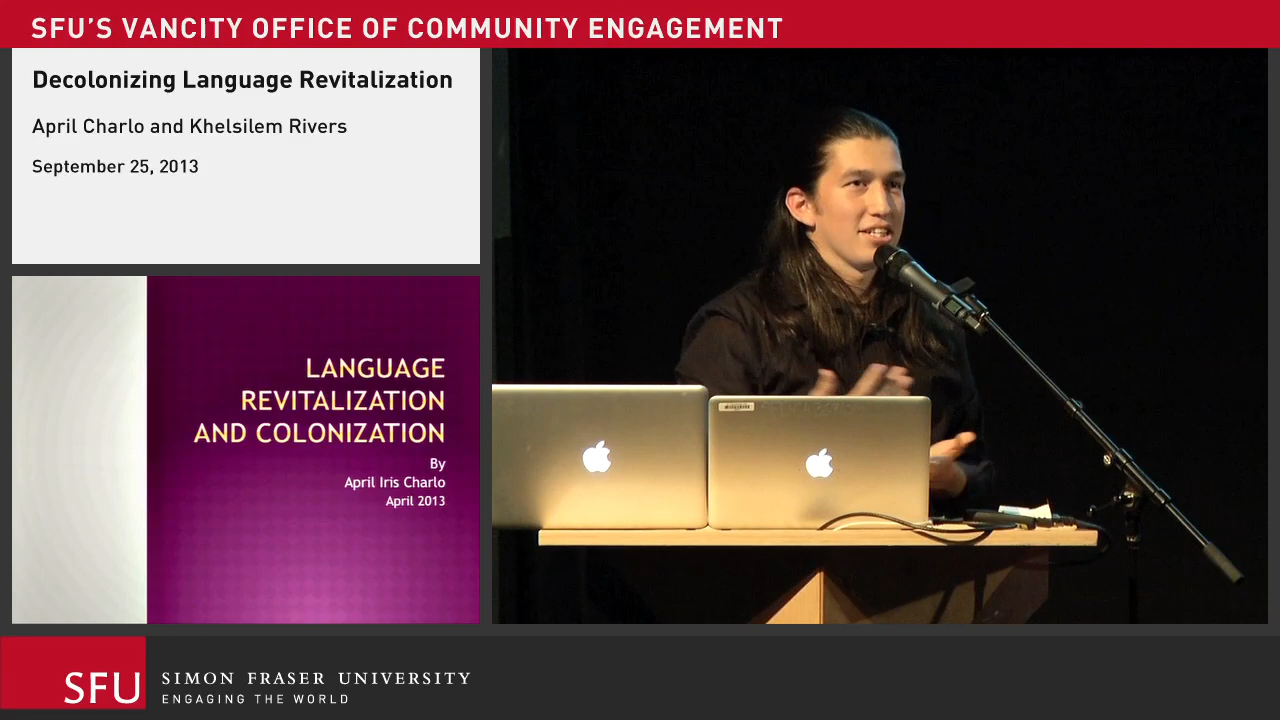 SFU'S VANCITY OFFICE OF COMMUNITY ENGAGEMENT
Decolonizing Language Revitalization
April Charlo and Khelsilem Rivers
September 25, 2013
LANGUAGE
REVITALIZATION
AND COLONIZATION
By
April Iris Charlo
April 2013
SFU
SIMON FRASER UNIVERSITY
ENGAGING THE WORLD